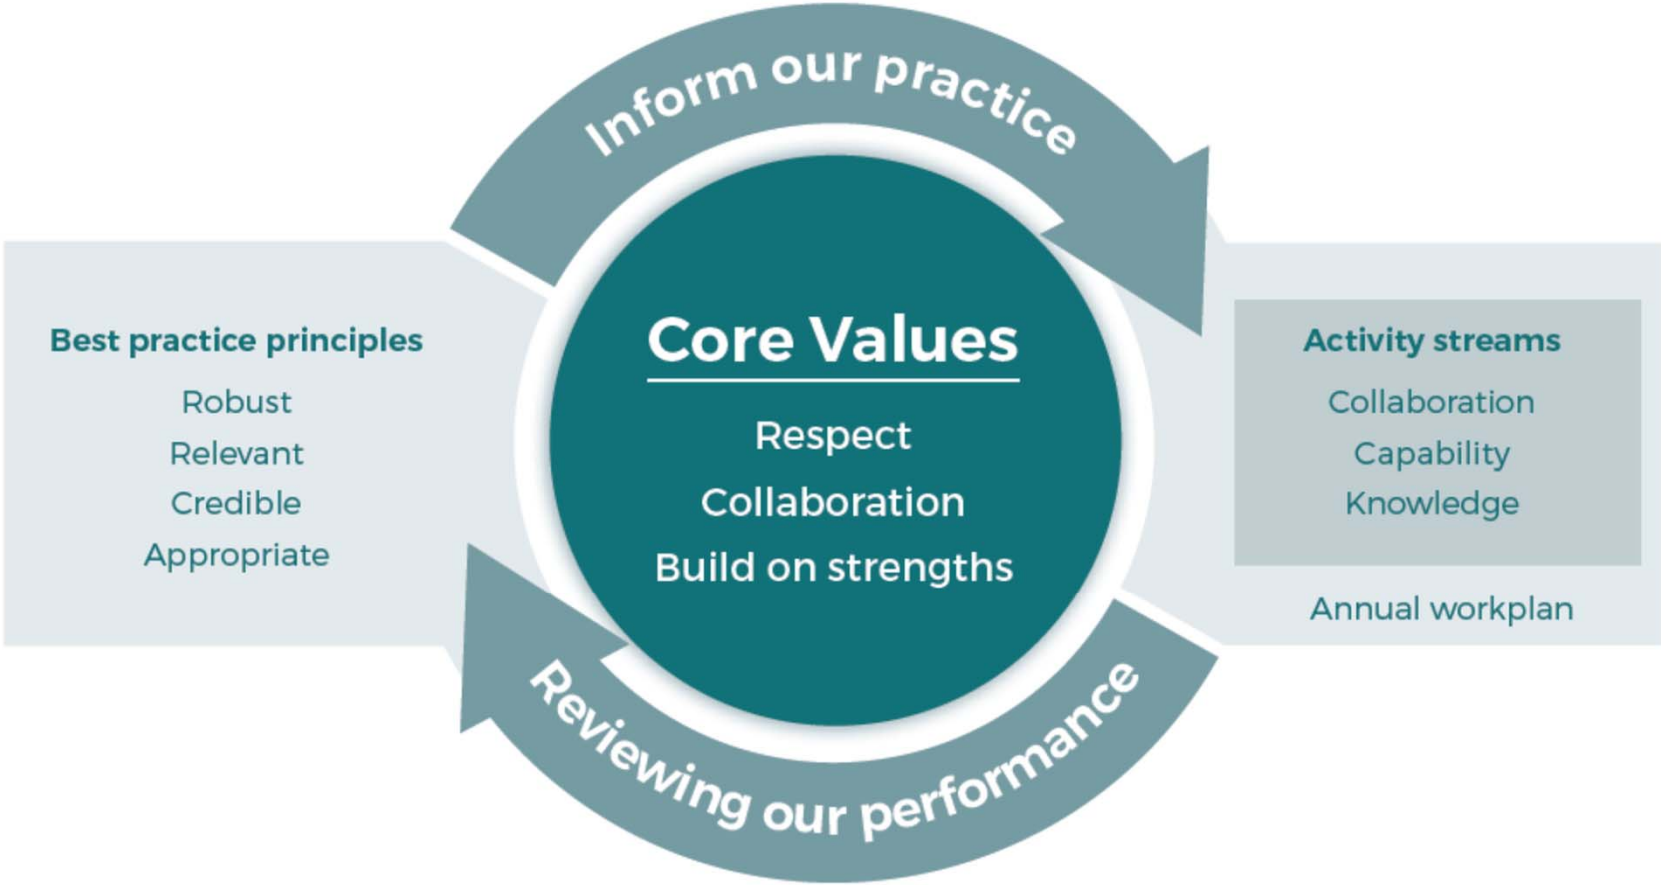 Inform our practice
Best practice principles
Robust
Relevant
Credible
Appropriate
Core Values
Respect
Collaboration
Build on strengths
Activity streams
Collaboration
Capability
Knowledge
Annual workplan
Reviewing our performance